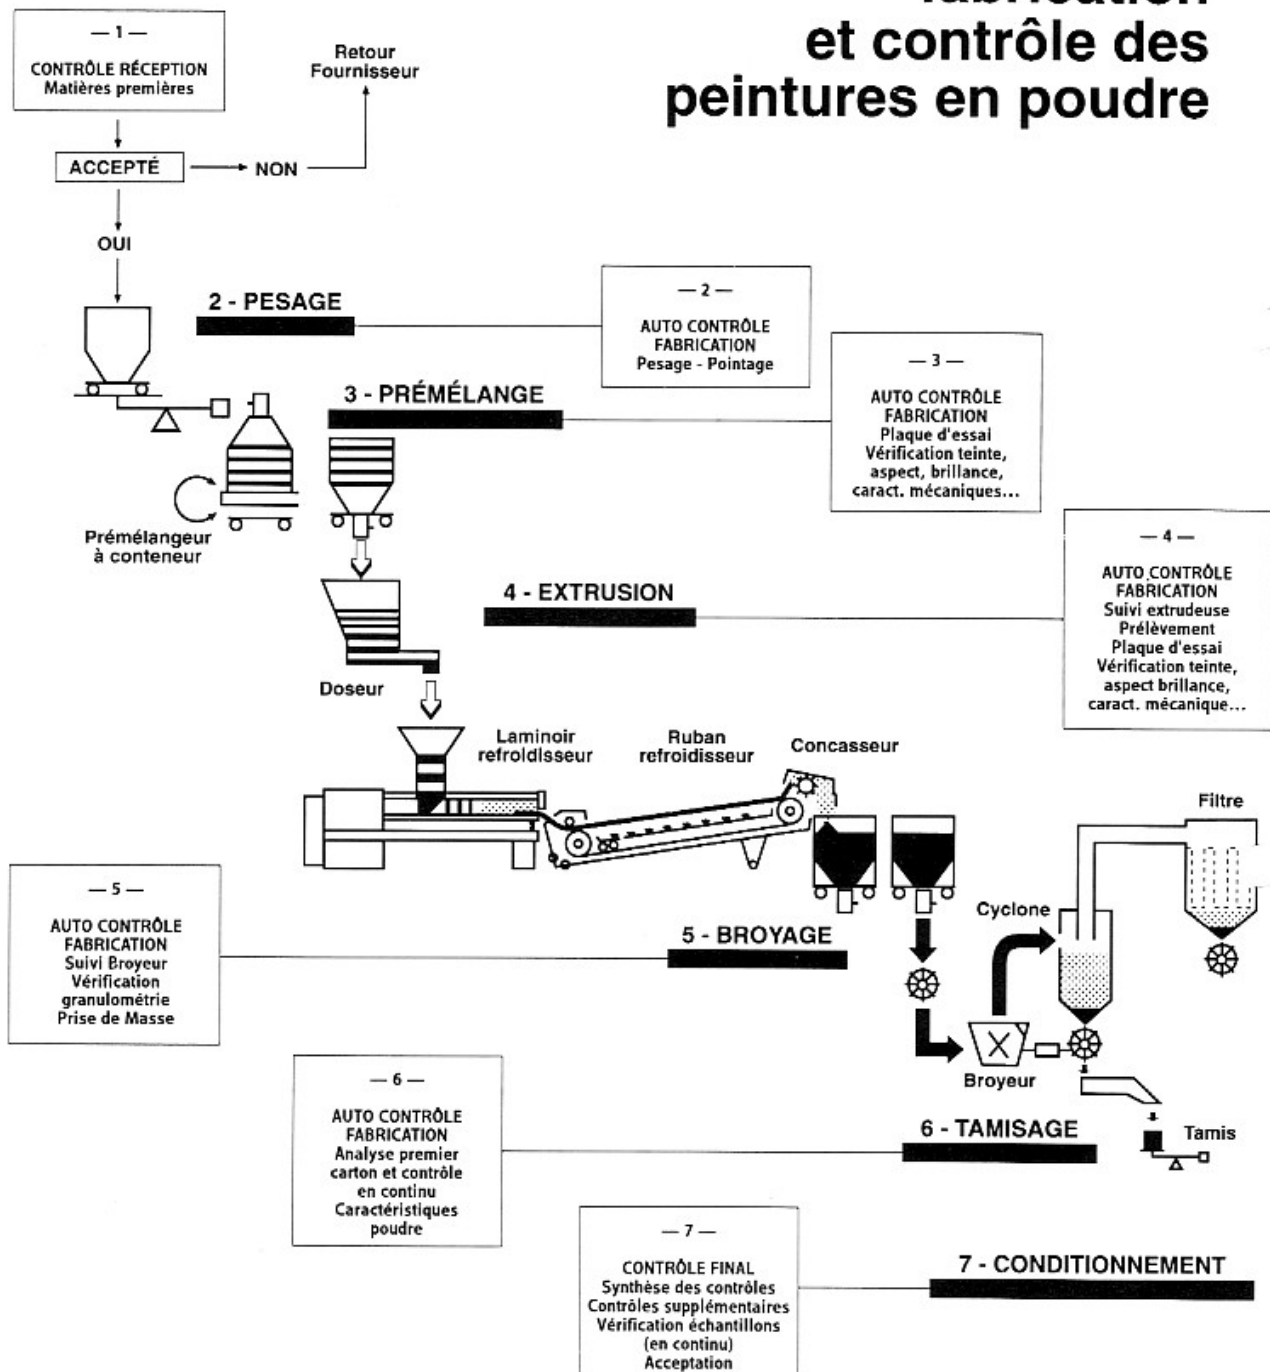 fabrication
et contrôle des
peintures en poudre
— 1 —
CONTRÔLE RÉCEPTION
Matières premières
Retour
Fournisseur
ACCEPTÉ
NON
OUI
2 - PESAGE
— 2 —
AUTO CONTRÔLE
FABRICATION
Pesage - Pointage
3 - PRÉMÉLANGE
— 3 —
AUTO CONTRÔLE
FABRICATION
Plaque d'essai
Vérification teinte,
aspect, brillance,
caract. mécaniques...
Prémélangeur
à conteneur
4 - EXTRUSION
— 4 —
AUTO CONTRÔLE
FABRICATION
Suivi extrudeuse
Prélèvement
Plaque d'essai
Vérification teinte,
aspect brillance,
caract. mécanique...
Doseur
Laminoir
refroidisseur
Ruban
refroidisseur
Concasseur
Filtre
— 5 —
AUTO CONTRÔLE
FABRICATION
Suivi Broyeur
Vérification
granulométrie
Prise de Masse
5 - BROYAGE
Cyclone
Broyeur
— 6 —
AUTO CONTRÔLE
FABRICATION
Analyse premier
carton et contrôle
en continu
Caractéristiques
poudre
6 - TAMISAGE
Tamis
— 7 —
CONTRÔLE FINAL
Synthèse des contrôles
Contrôles supplémentaires
Vérification échantillons
(en continu)
Acceptation
7 - CONDITIONNEMENT